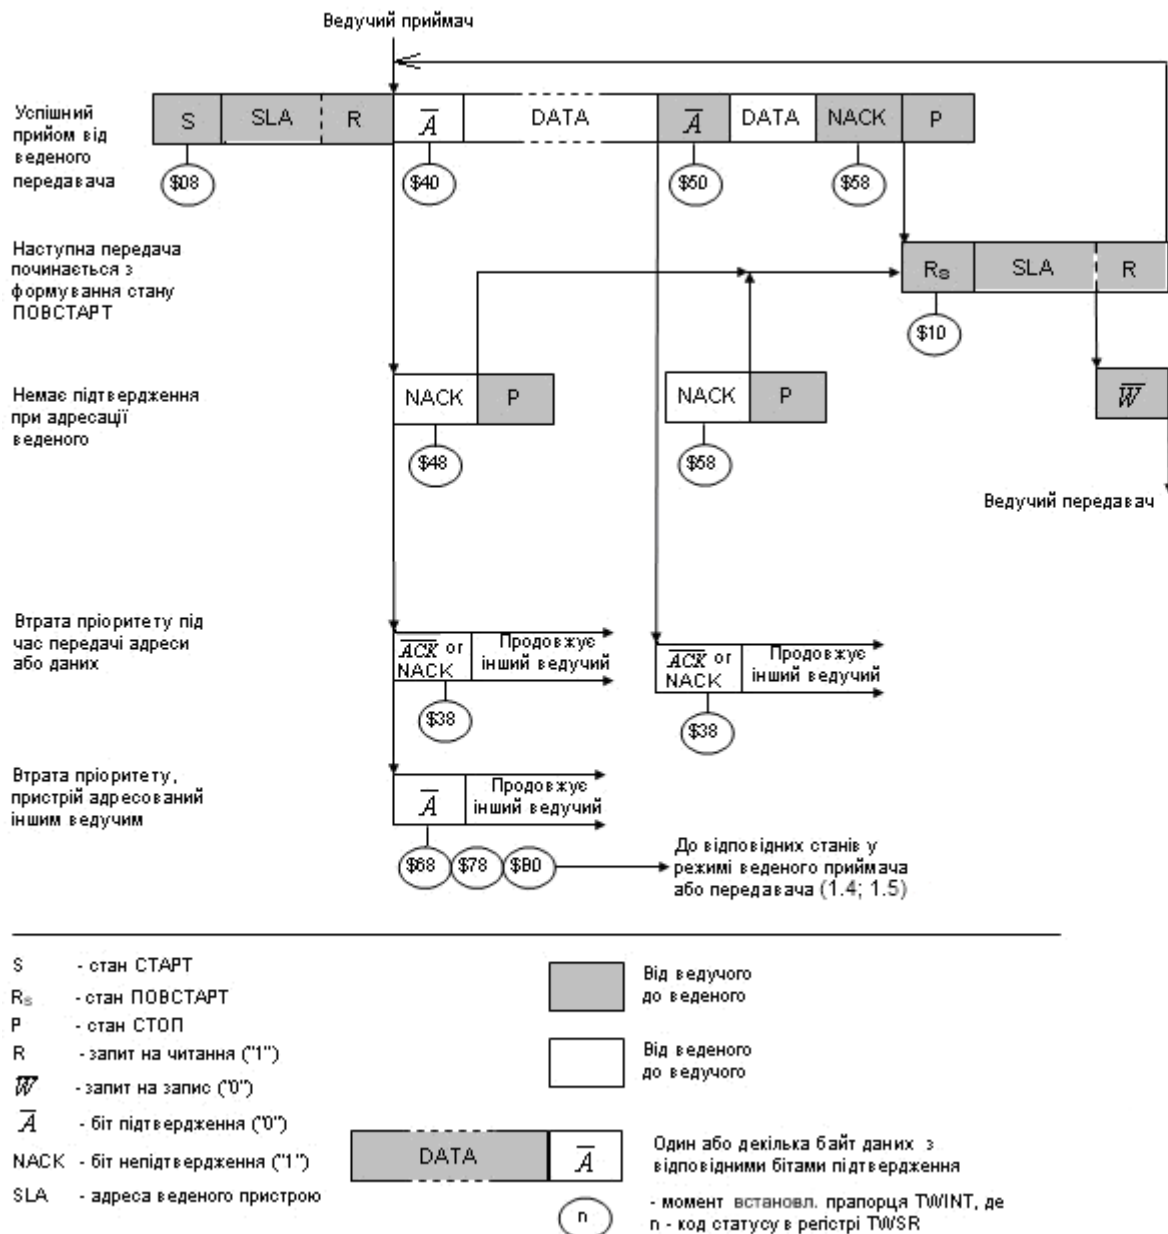 Ведучий приймач
Успішний
прийом від
веденого
передавача
S SLA R A̅ DATA A̅ DATA NACK P
$08 $40 $50 $58
Наступна передача
починається з
формування стану
ПОВСТАРТ
Rs SLA R
$10
Немає підтвердження
при адресації
веденого
NACK P NACK P W̅
$48 $58
Ведучий передавач
Втрата пріоритету під
час передачі адреси
або даних
A̅C̅K̅ or
NACK
Продовжує
інший ведучий
A̅C̅K̅ or
NACK
Продовжує
інший ведучий
$38 $38
Втрата пріоритету,
пристрій адресований
іншим ведучим
A̅
Продовжує
інший ведучий
$68 $78 $B0
До відповідних станів у
режимі веденого приймача
або передавача (1.4; 1.5)
S - стан СТАРТ
Rs - стан ПОВСТАРТ
P - стан СТОП
R - запит на читання ("1")
W̅ - запит на запис ("0")
A̅ - біт підтвердження ("0")
NACK - біт непідтвердження ("1")
SLA - адреса веденого пристрою
Від ведучого
до веденого
Від веденого
до ведучого
DATA A̅
Один або декілька байт даних з
відповідними бітами підтвердження
n
- момент встановл. прапорця TWINT, де
n - код статусу в регістрі TWSR